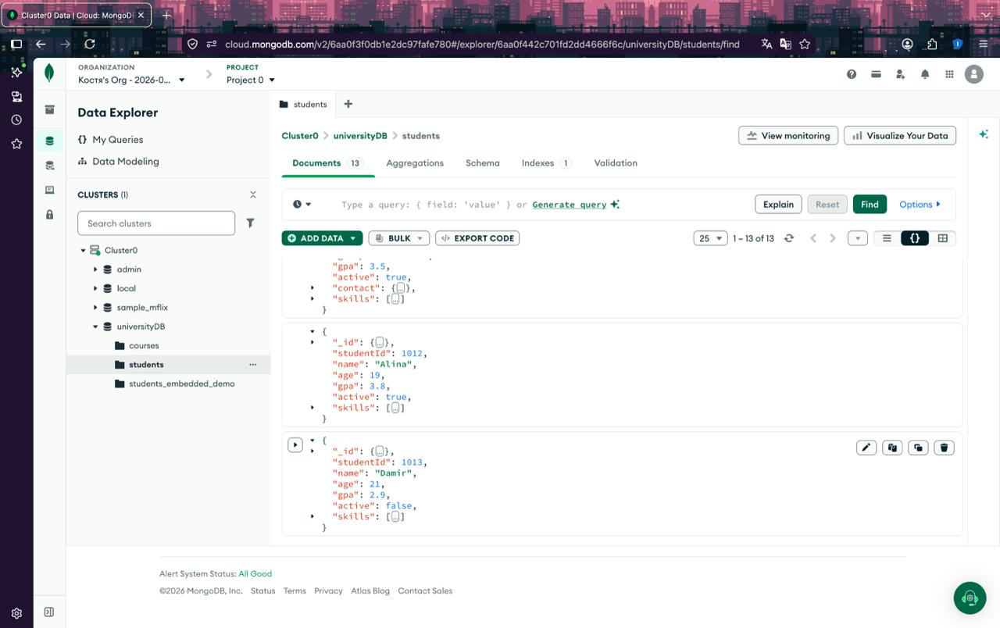 Cluster0 Data | Cloud: MongoDB
cloud.mongodb.com/v2/6aa0f3f0db1e2dc97fafe780#/explorer/6aa0f442c701fd2dd4666f6c/universityDB/students/find
ORGANIZATION
Костя's Org - 2026-0...
PROJECT
Project 0
Data Explorer
My Queries
Data Modeling
CLUSTERS (1)
Search clusters
Cluster0
admin
local
sample_mflix
universityDB
courses
students
students_embedded_demo
students
Cluster0 > universityDB > students
View monitoring
Visualize Your Data
Documents 13
Aggregations
Schema
Indexes 1
Validation
Type a query: { field: 'value' } or Generate query
Explain
Reset
Find
Options
ADD DATA
BULK
EXPORT CODE
25
1 – 13 of 13
"gpa": 3.5,
"active": true,
"contact": {…},
"skills": […]
}
{
"_id": {…},
"studentId": 1012,
"name": "Alina",
"age": 19,
"gpa": 3.8,
"active": true,
"skills": […]
}
{
"_id": {…},
"studentId": 1013,
"name": "Damir",
"age": 21,
"gpa": 2.9,
"active": false,
"skills": […]
}
Alert System Status: All Good
©2026 MongoDB, Inc. Status Terms Privacy Atlas Blog Contact Sales